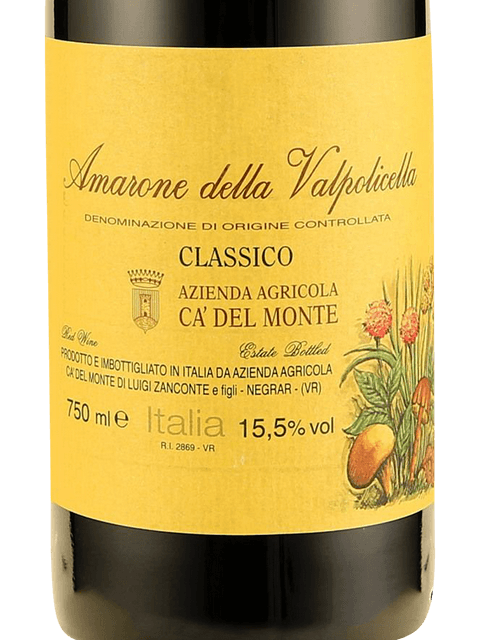 Amarone della Valpolicella
DENOMINAZIONE DI ORIGINE CONTROLLATA
CLASSICO
AZIENDA AGRICOLA
CA' DEL MONTE
Red Wine Estate Bottled
PRODOTTO E IMBOTTIGLIATO IN ITALIA DA AZIENDA AGRICOLA
CA' DEL MONTE DI LUIGI ZANCONTE e figli - NEGRAR - (VR)
750 ml e Italia 15,5% vol
R.I. 2869 - VR